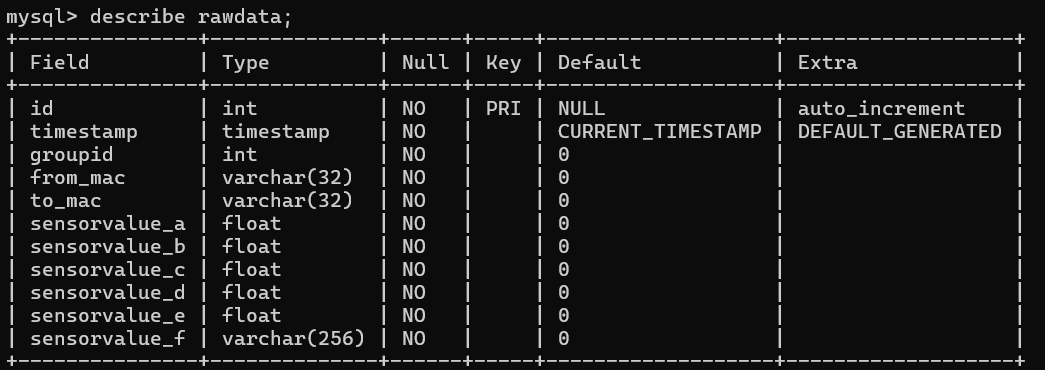 mysql> describe rawdata;
+---------------+--------------+------+-----+-------------------+-------------------+
| Field         | Type         | Null | Key | Default           | Extra             |
+---------------+--------------+------+-----+-------------------+-------------------+
| id            | int          | NO   | PRI | NULL              | auto_increment    |
| timestamp     | timestamp    | NO   |     | CURRENT_TIMESTAMP | DEFAULT_GENERATED |
| groupid       | int          | NO   |     | 0                 |                   |
| from_mac      | varchar(32)  | NO   |     | 0                 |                   |
| to_mac        | varchar(32)  | NO   |     | 0                 |                   |
| sensorvalue_a | float        | NO   |     | 0                 |                   |
| sensorvalue_b | float        | NO   |     | 0                 |                   |
| sensorvalue_c | float        | NO   |     | 0                 |                   |
| sensorvalue_d | float        | NO   |     | 0                 |                   |
| sensorvalue_e | float        | NO   |     | 0                 |                   |
| sensorvalue_f | varchar(256) | NO   |     | 0                 |                   |
+---------------+--------------+------+-----+-------------------+-------------------+